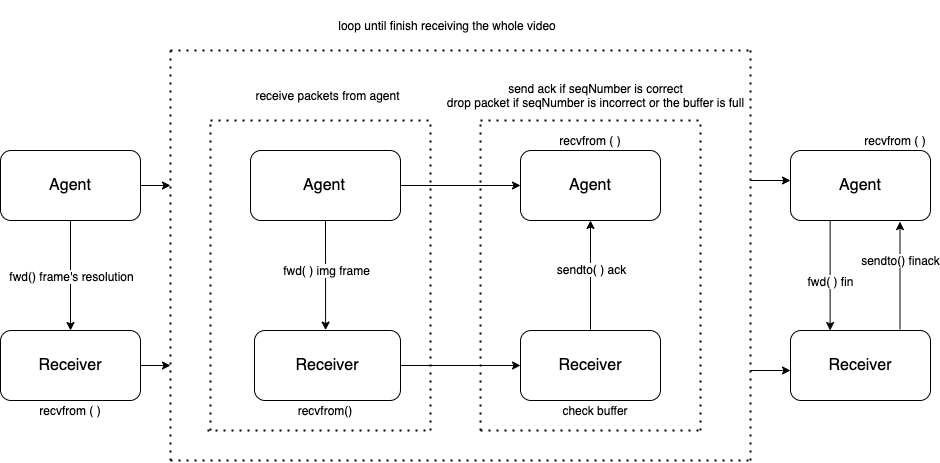 loop until finish receiving the whole video
receive packets from agent
send ack if seqNumber is correct
drop packet if seqNumber is incorrect or the buffer is full
recvfrom ( )
recvfrom ( )
Agent
Agent
Agent
Agent
fwd() frame's resolution
fwd( ) img frame
sendto( ) ack
fwd( ) fin
sendto() finack
Receiver
Receiver
Receiver
Receiver
recvfrom ( )
recvfrom()
check buffer